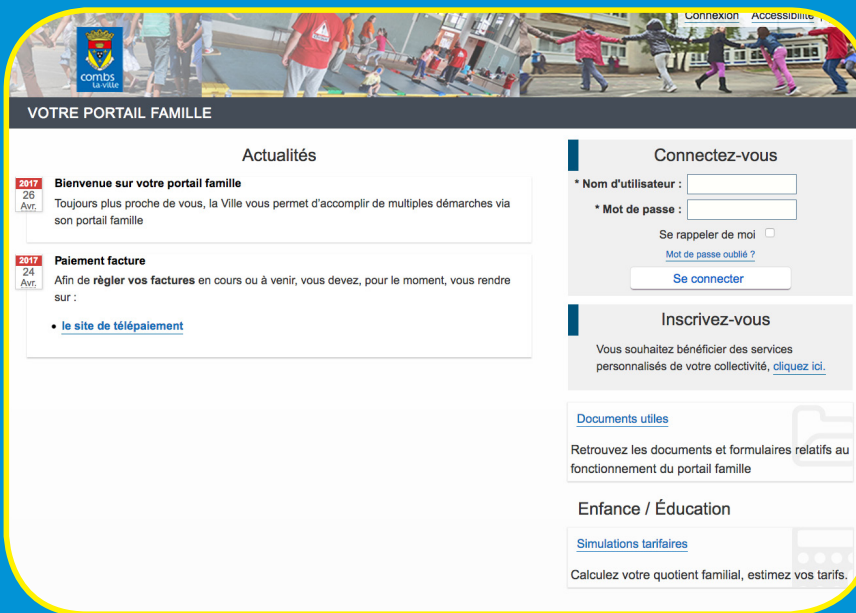 Connexion Accessibilité
combs
la-ville
VOTRE PORTAIL FAMILLE
Actualités
2017
26
Avr.
Bienvenue sur votre portail famille
Toujours plus proche de vous, la Ville vous permet d'accomplir de multiples démarches via
son portail famille
2017
24
Avr.
Paiement facture
Afin de règler vos factures en cours ou à venir, vous devez, pour le moment, vous rendre
sur :
• le site de télépaiement
Connectez-vous
* Nom d'utilisateur :
* Mot de passe :
Se rappeler de moi
Mot de passe oublié ?
Se connecter
Inscrivez-vous
Vous souhaitez bénéficier des services
personnalisés de votre collectivité, cliquez ici.
Documents utiles
Retrouvez les documents et formulaires relatifs au
fonctionnement du portail famille
Enfance / Éducation
Simulations tarifaires
Calculez votre quotient familial, estimez vos tarifs.